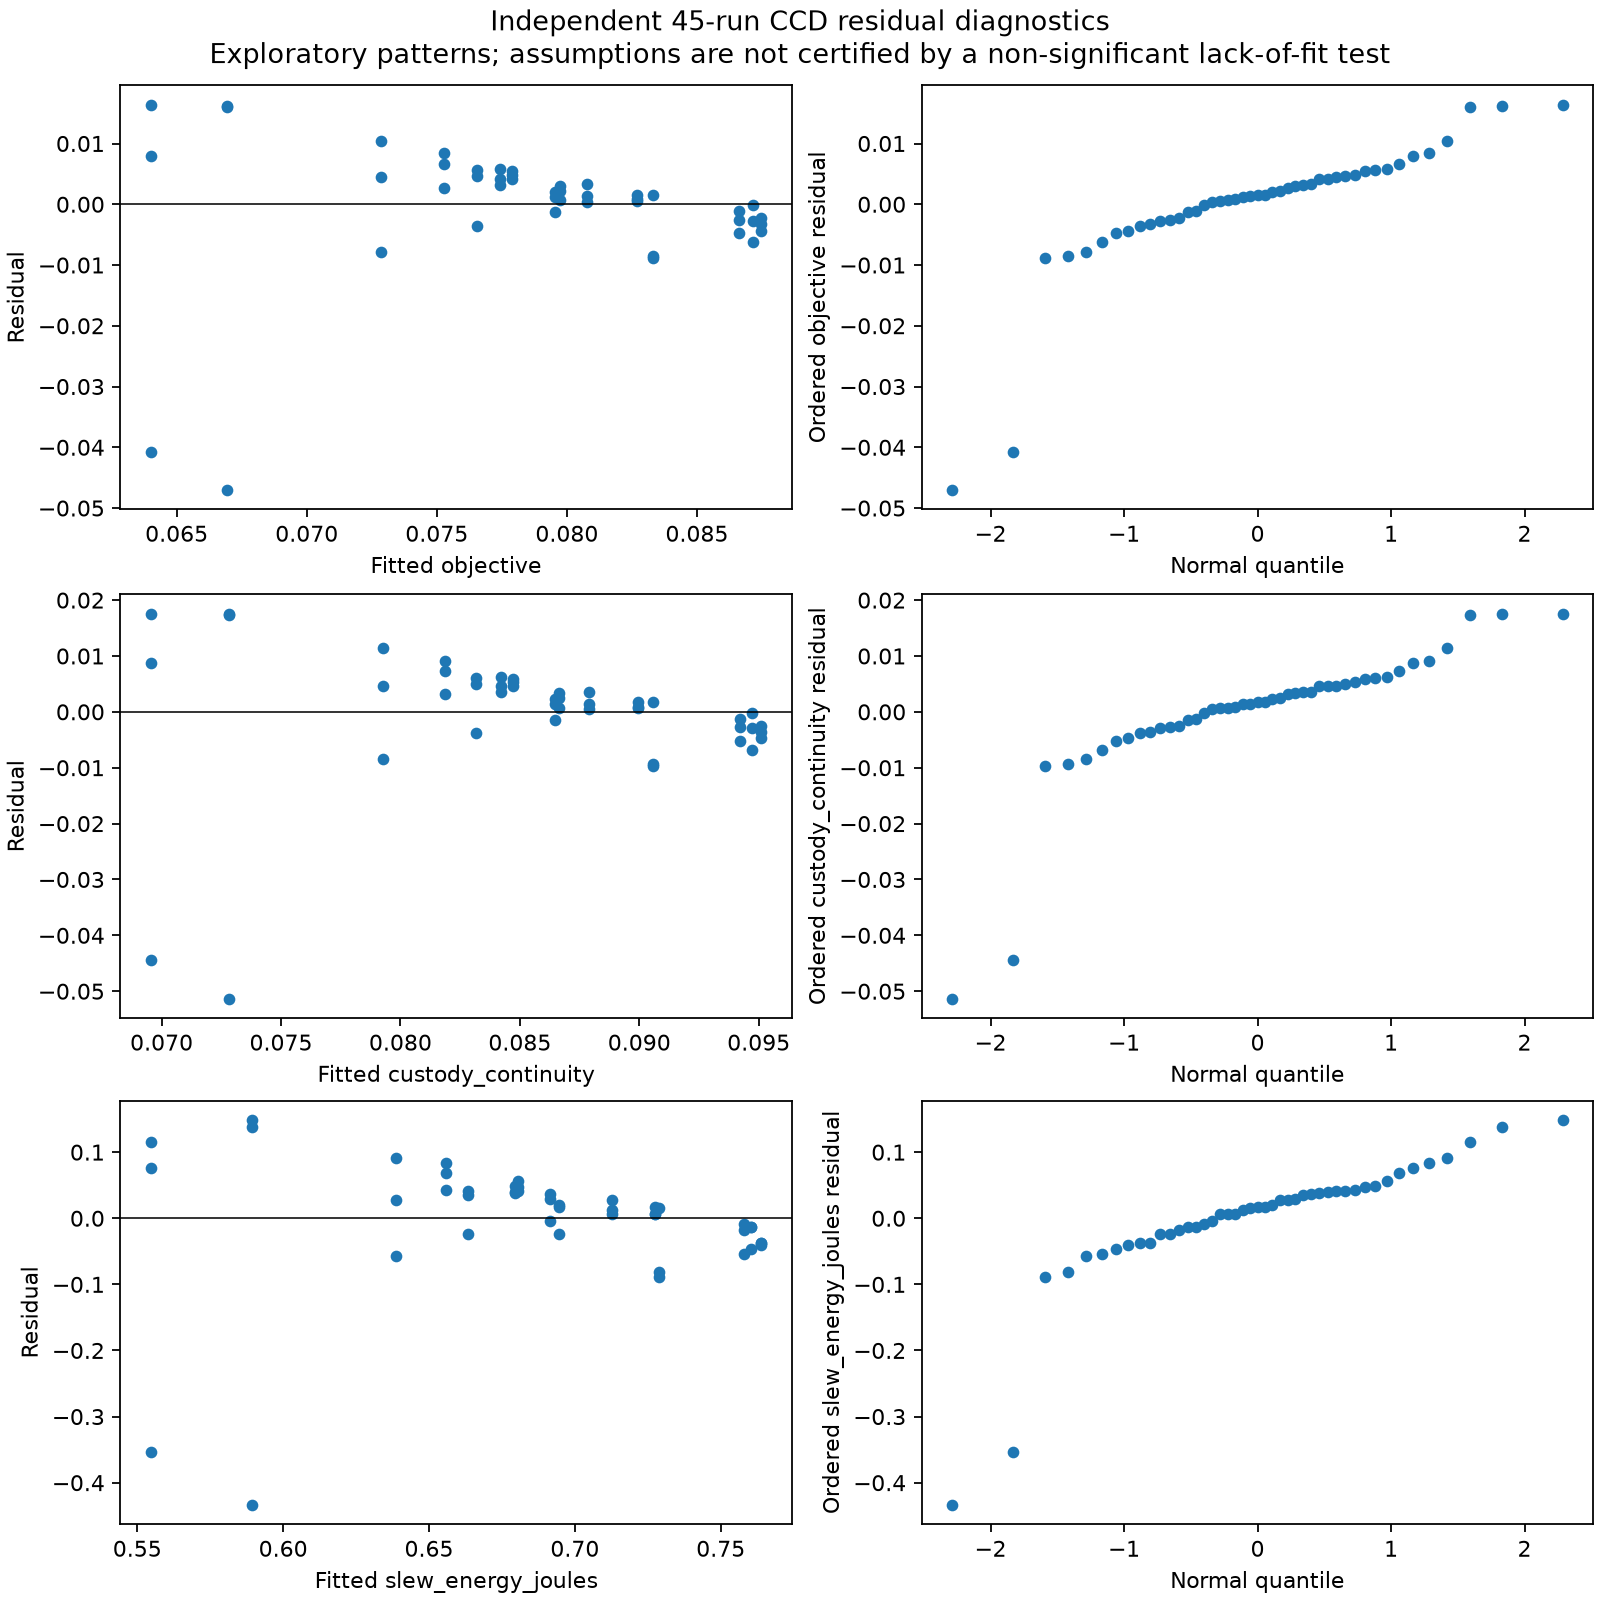 Independent 45-run CCD residual diagnostics
Exploratory patterns; assumptions are not certified by a non-significant lack-of-fit test
Residual
0.01
0.00
−0.01
−0.02
−0.03
−0.04
−0.05
0.065 0.070 0.075 0.080 0.085
Fitted objective
Ordered objective residual
0.01
0.00
−0.01
−0.02
−0.03
−0.04
−0.05
−2 −1 0 1 2
Normal quantile
Residual
0.02
0.01
0.00
−0.01
−0.02
−0.03
−0.04
−0.05
0.070 0.075 0.080 0.085 0.090 0.095
Fitted custody_continuity
Ordered custody_continuity residual
0.02
0.01
0.00
−0.01
−0.02
−0.03
−0.04
−0.05
−2 −1 0 1 2
Normal quantile
Residual
0.1
0.0
−0.1
−0.2
−0.3
−0.4
0.55 0.60 0.65 0.70 0.75
Fitted slew_energy_joules
Ordered slew_energy_joules residual
0.1
0.0
−0.1
−0.2
−0.3
−0.4
−2 −1 0 1 2
Normal quantile